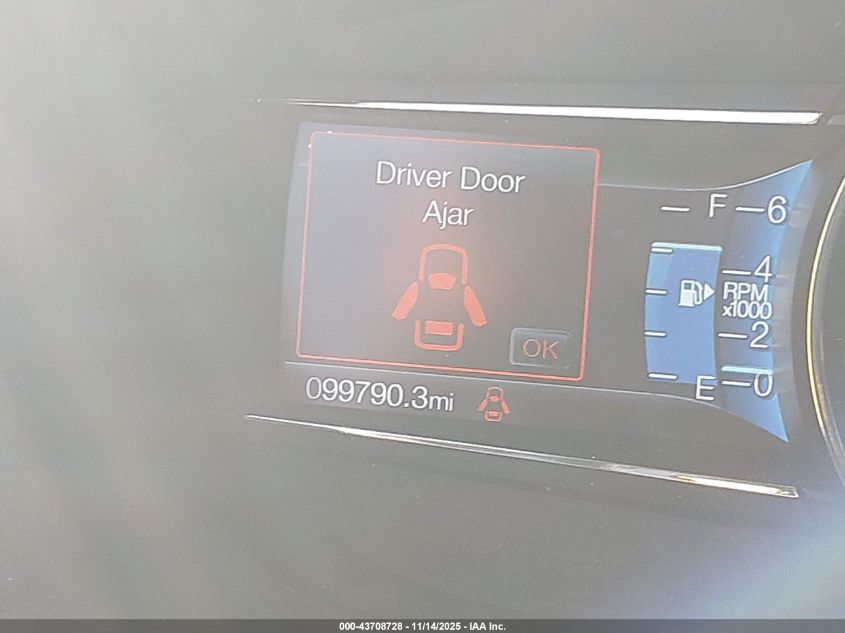 Driver Door
Ajar
OK
099790.3mi
F
E
6
4
RPM
x1000
2
0
000-43708728 - 11/14/2025 - IAA Inc.